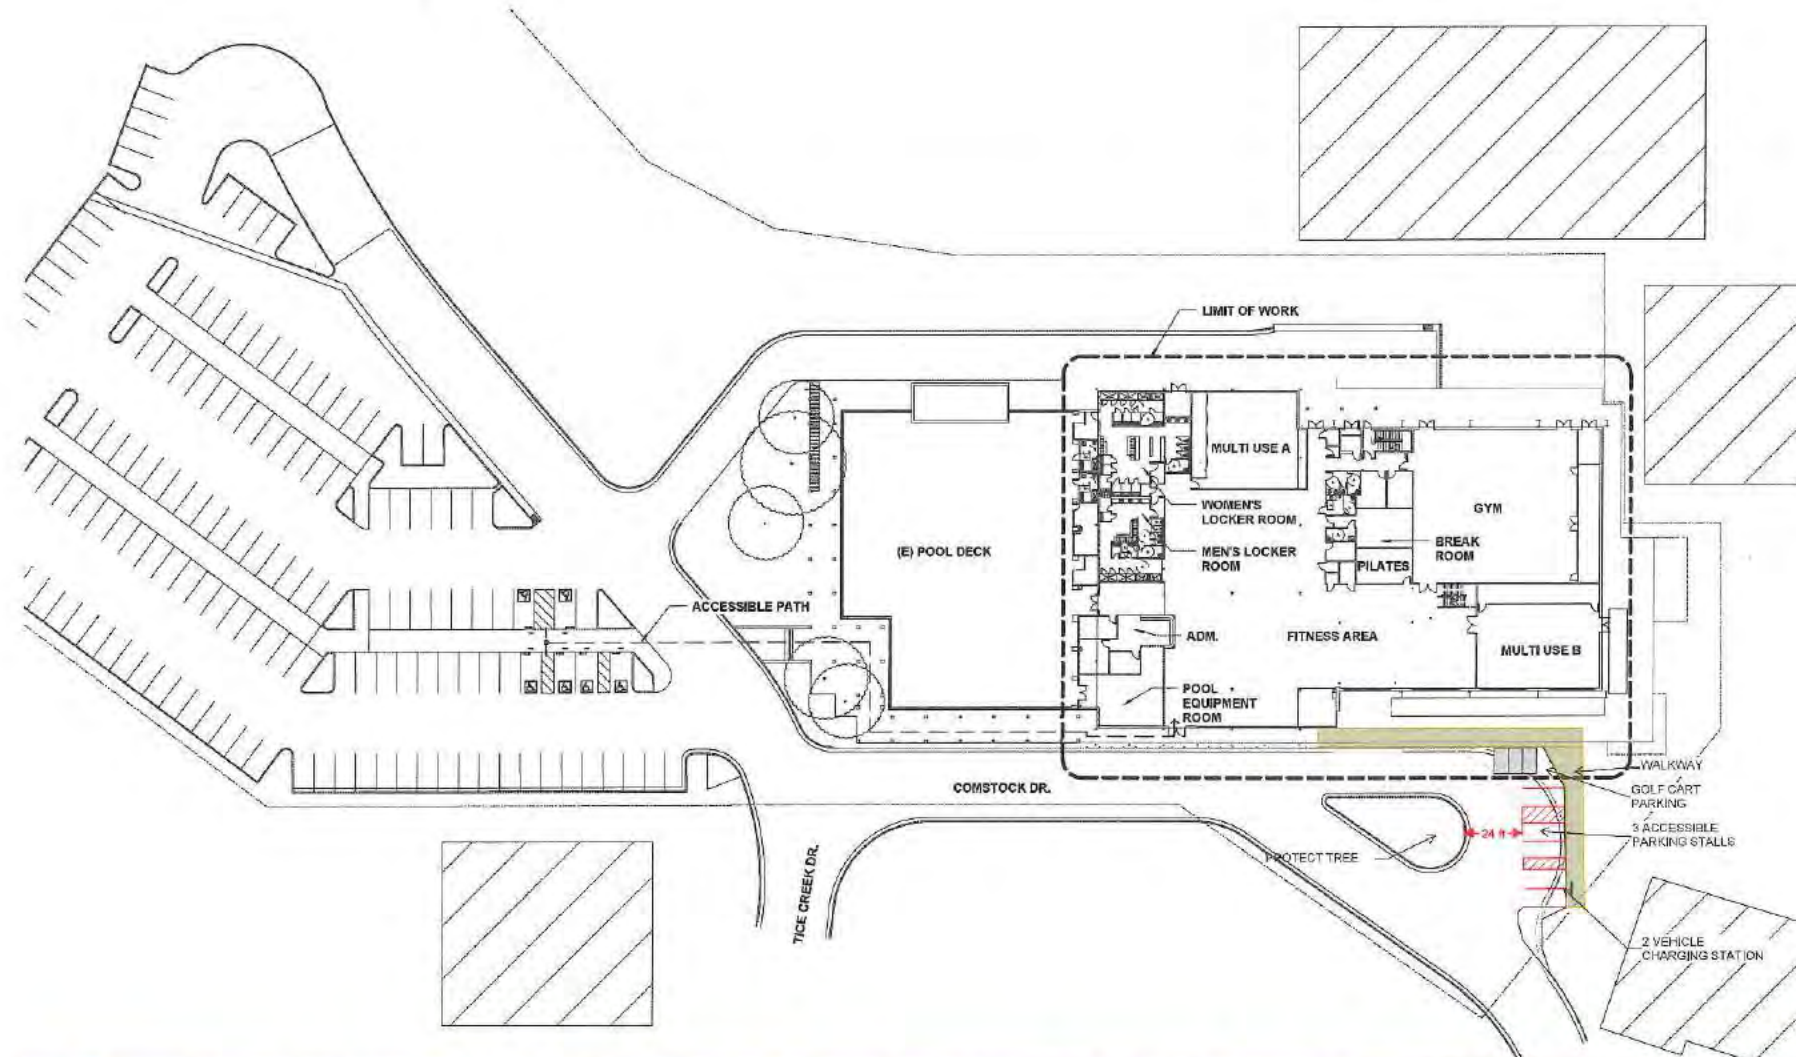 LIMIT OF WORK
MULTI USE A
WOMEN'S
LOCKER ROOM
GYM
(E) POOL DECK
MEN'S LOCKER
ROOM
BREAK
ROOM
PILATES
ACCESSIBLE PATH
ADM.
FITNESS AREA
MULTI USE B
POOL
EQUIPMENT
ROOM
WALKWAY
COMSTOCK DR.
GOLF CART
PARKING
24 ft
3 ACCESSIBLE
PARKING STALLS
PROTECT TREE
TICE CREEK DR.
2 VEHICLE
CHARGING STATION